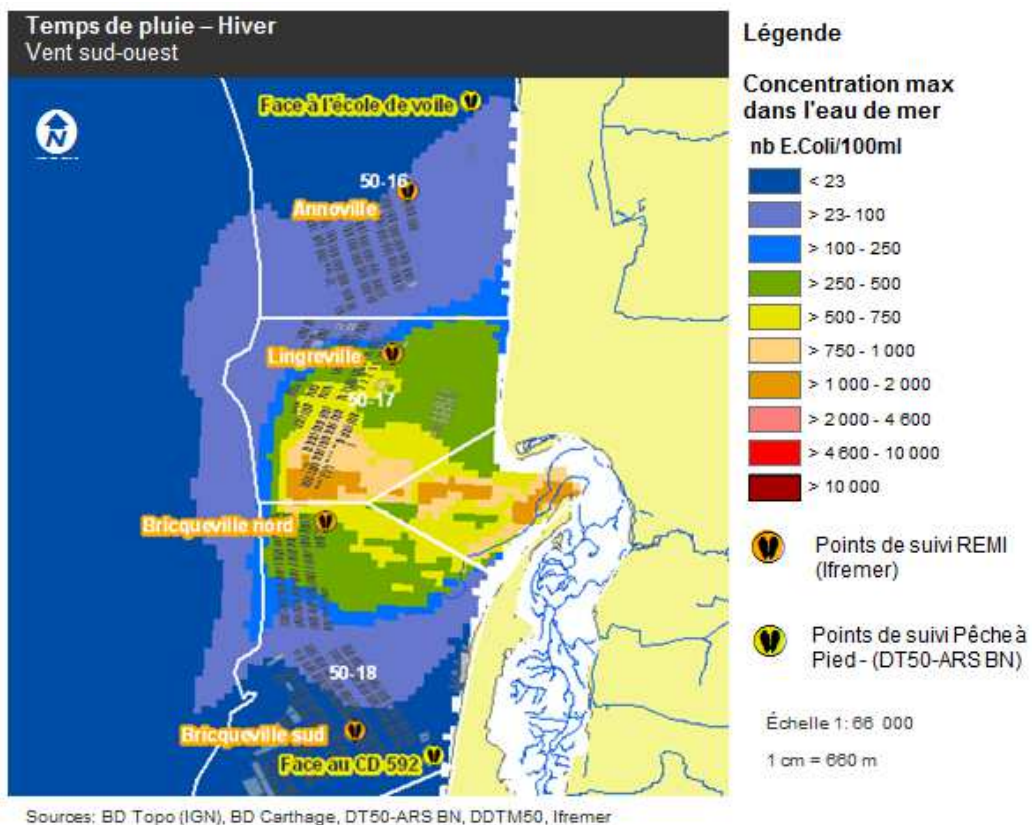 Temps de pluie – Hiver
Vent sud-ouest
N
Face à l'école de voile
50-16
Annoville
Lingreville
50-17
Bricqueville nord
50-18
Bricqueville sud
Face au CD 592
Légende
Concentration max
dans l'eau de mer
nb E.Coli/100ml
< 23
> 23- 100
> 100 - 250
> 250 - 500
> 500 - 750
> 750 - 1 000
> 1 000 - 2 000
> 2 000 - 4 600
> 4 600 - 10 000
> 10 000
Points de suivi REMI
(Ifremer)
Points de suivi Pêche à
Pied - (DT50-ARS BN)
Échelle 1: 66 000
1 cm = 660 m
Sources: BD Topo (IGN), BD Carthage, DT50-ARS BN, DDTM50, Ifremer